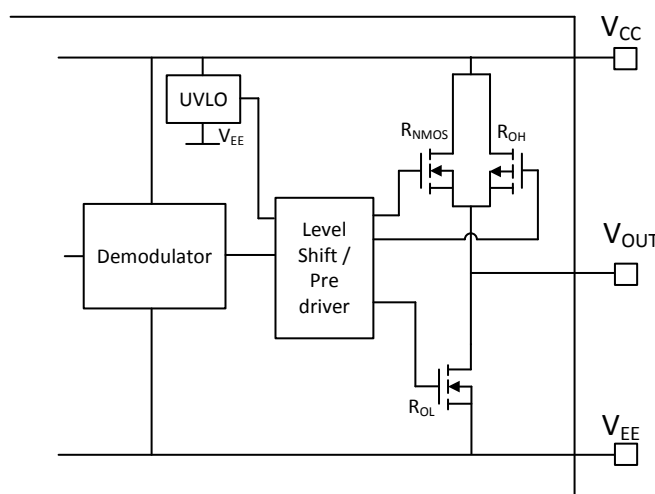 VCC
UVLO
VEE
RNMOS
ROH
Level
Shift /
Pre
driver
Demodulator
VOUT
ROL
VEE